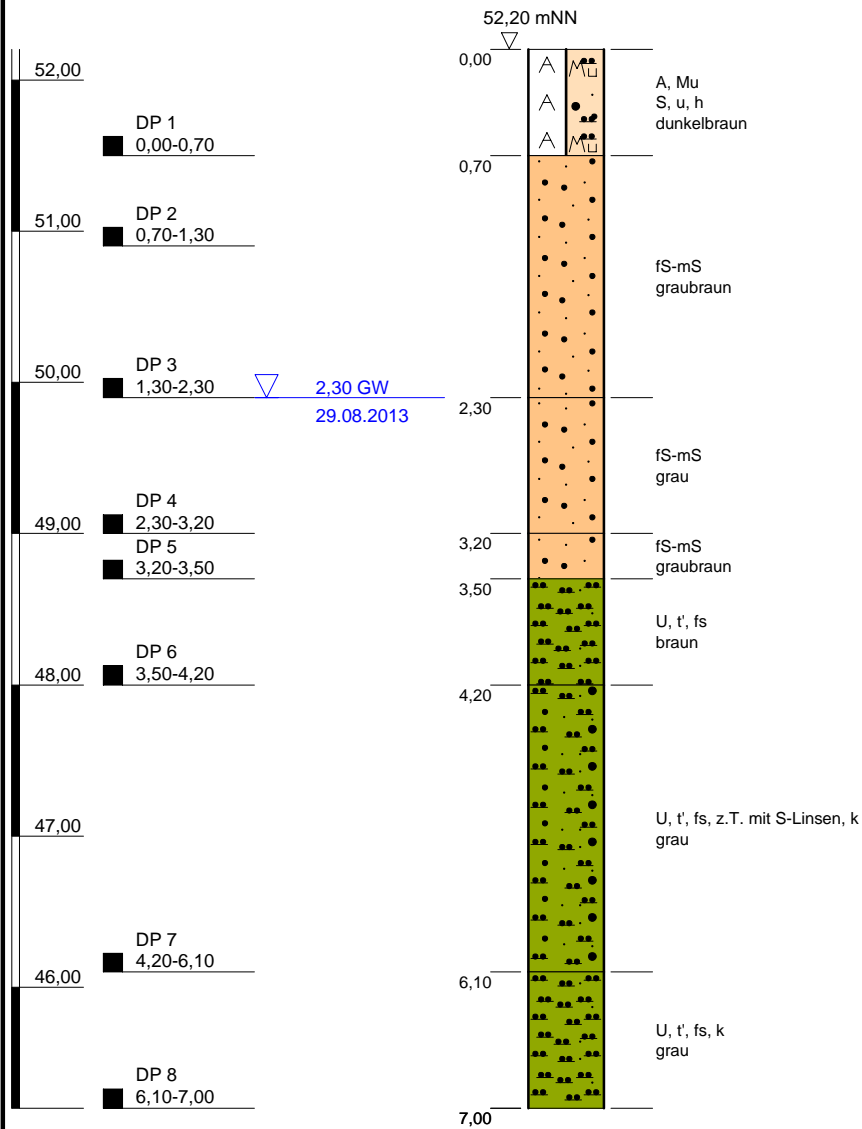 52,20 mNN
52,00
51,00
50,00
49,00
48,00
47,00
46,00
DP 1
0,00-0,70
DP 2
0,70-1,30
DP 3
1,30-2,30
DP 4
2,30-3,20
DP 5
3,20-3,50
DP 6
3,50-4,20
DP 7
4,20-6,10
DP 8
6,10-7,00
2,30 GW
29.08.2013
0,00
0,70
2,30
3,20
3,50
4,20
6,10
7,00
A
A
A
Mu
Mu
A, Mu
S, u, h
dunkelbraun
fS-mS
graubraun
fS-mS
grau
fS-mS
graubraun
U, t', fs
braun
U, t', fs, z.T. mit S-Linsen, k
grau
U, t', fs, k
grau